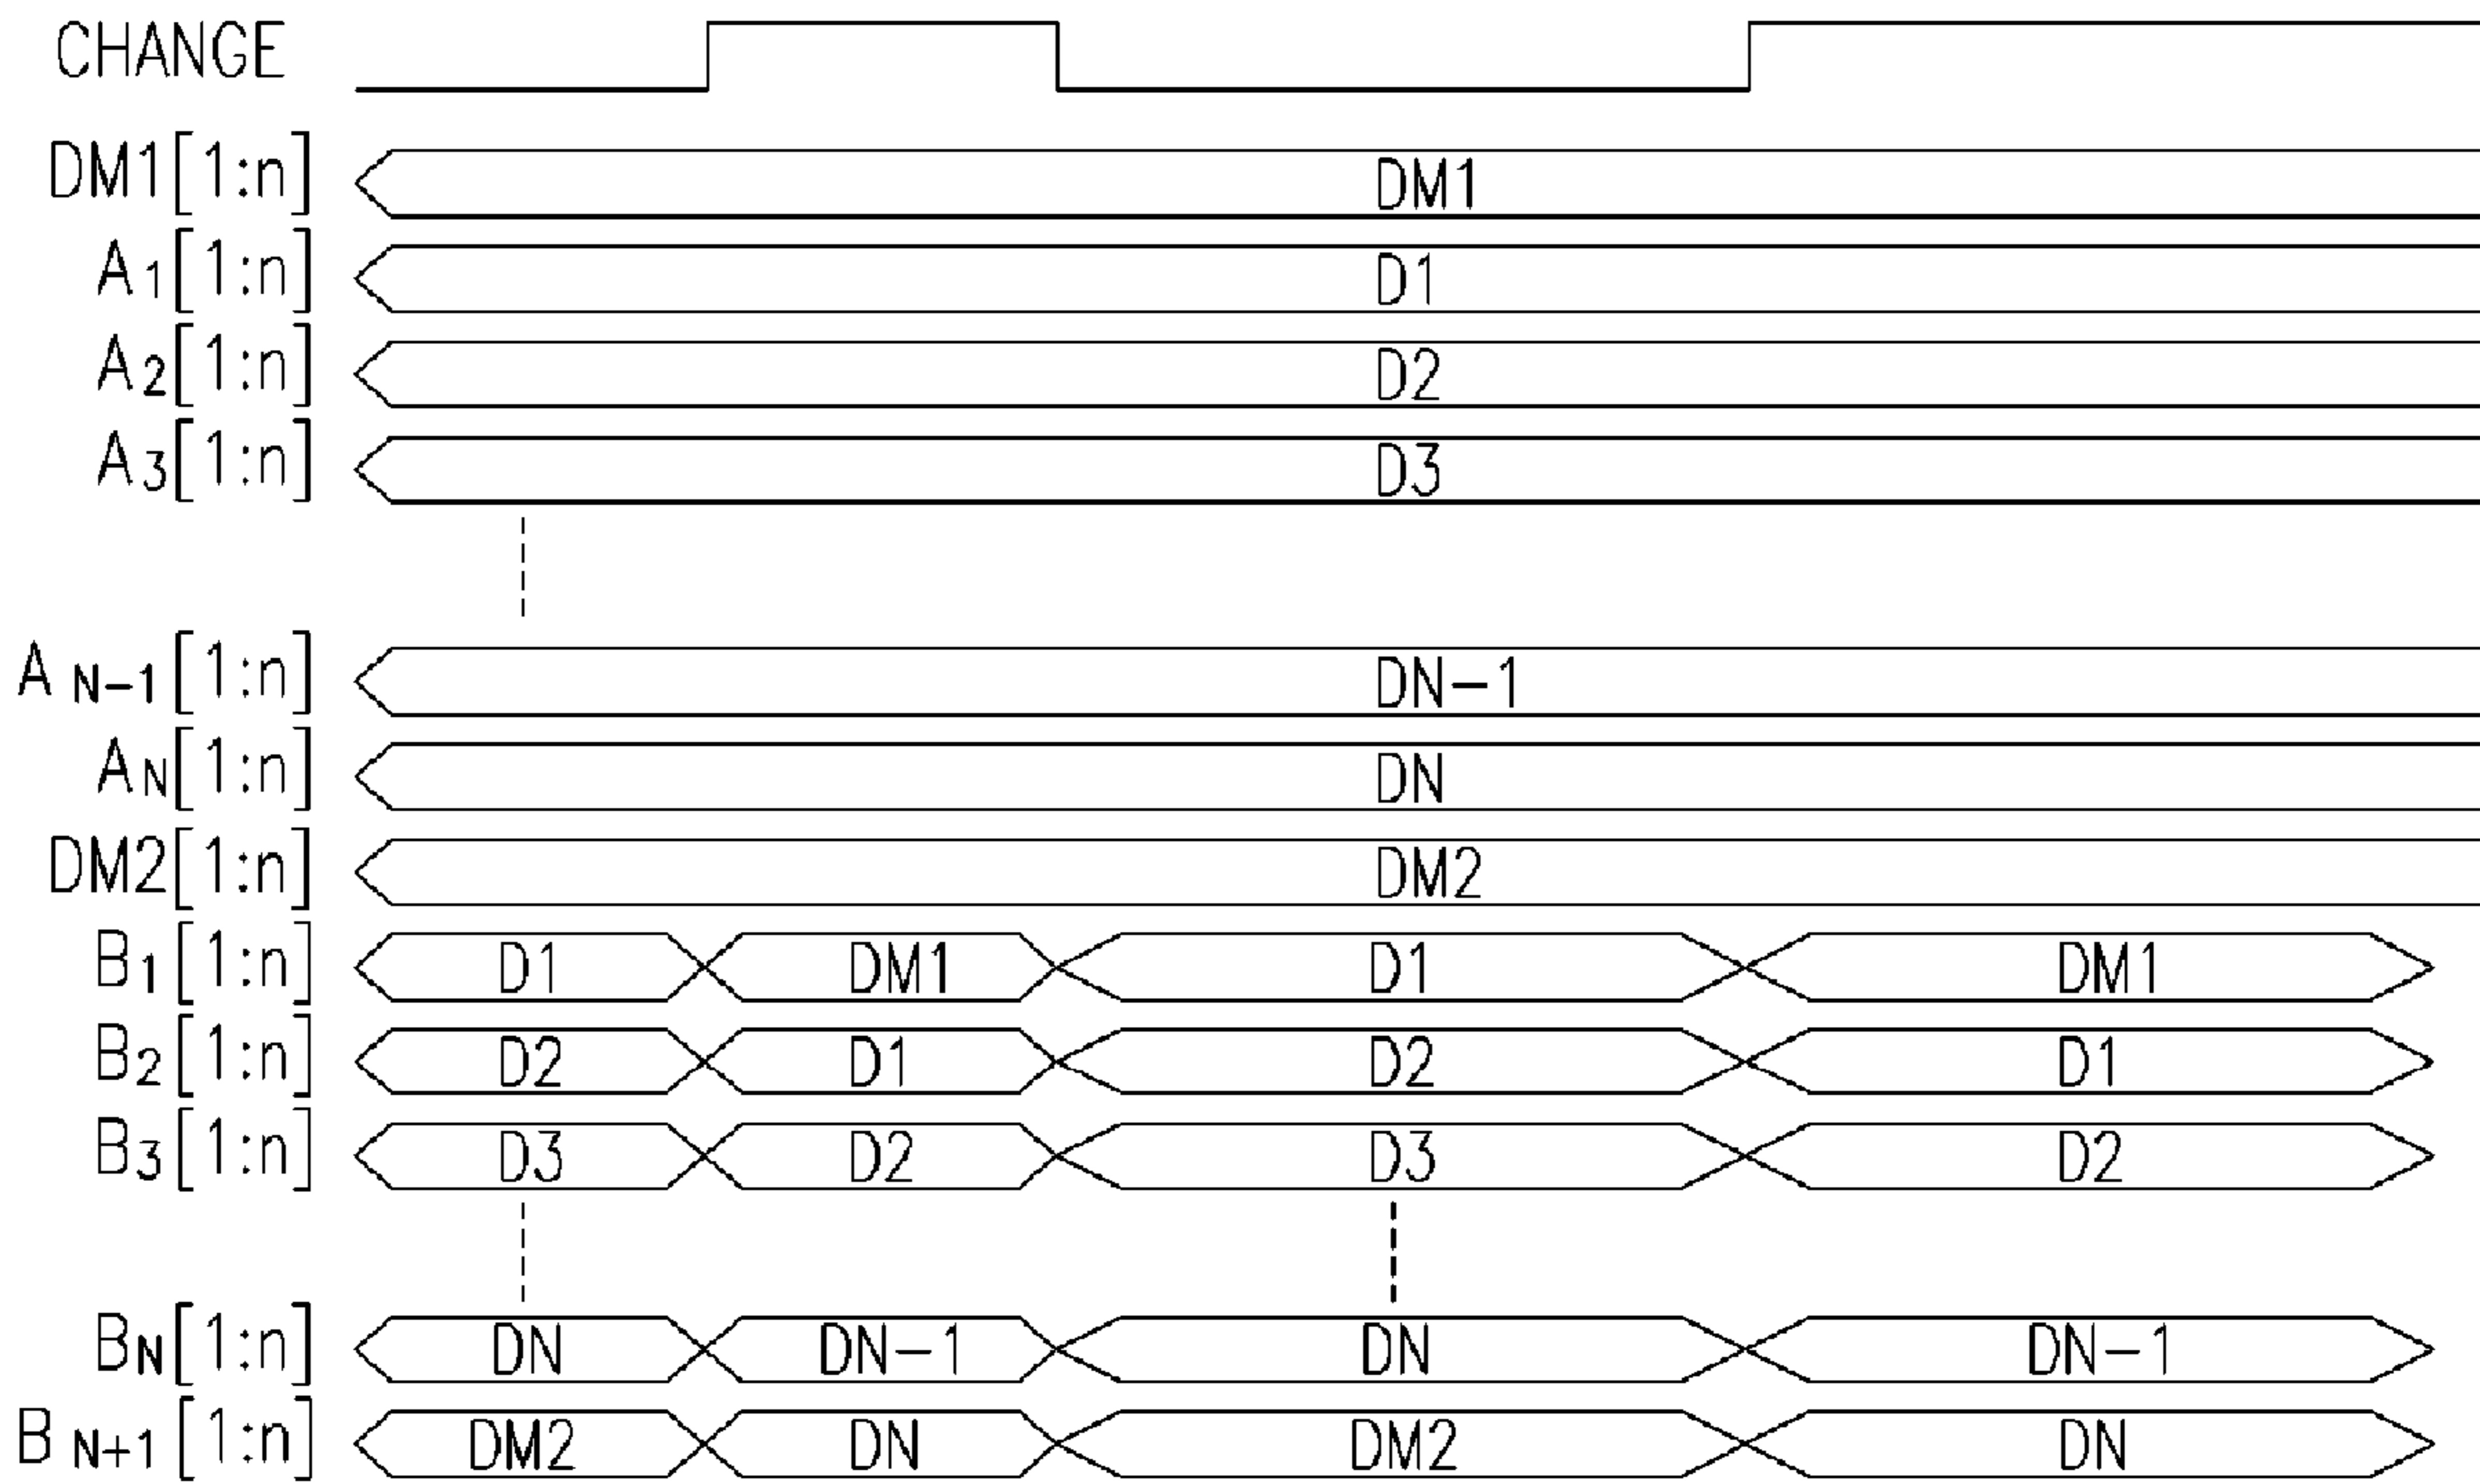 CHANGE
DM1[1:n] DM1
A1[1:n] D1
A2[1:n] D2
A3[1:n] D3
AN-1[1:n] DN-1
AN[1:n] DN
DM2[1:n] DM2
B1[1:n] D1 DM1 D1 DM1
B2[1:n] D2 D1 D2 D1
B3[1:n] D3 D2 D3 D2
BN[1:n] DN DN-1 DN DN-1
BN+1[1:n] DM2 DN DM2 DN